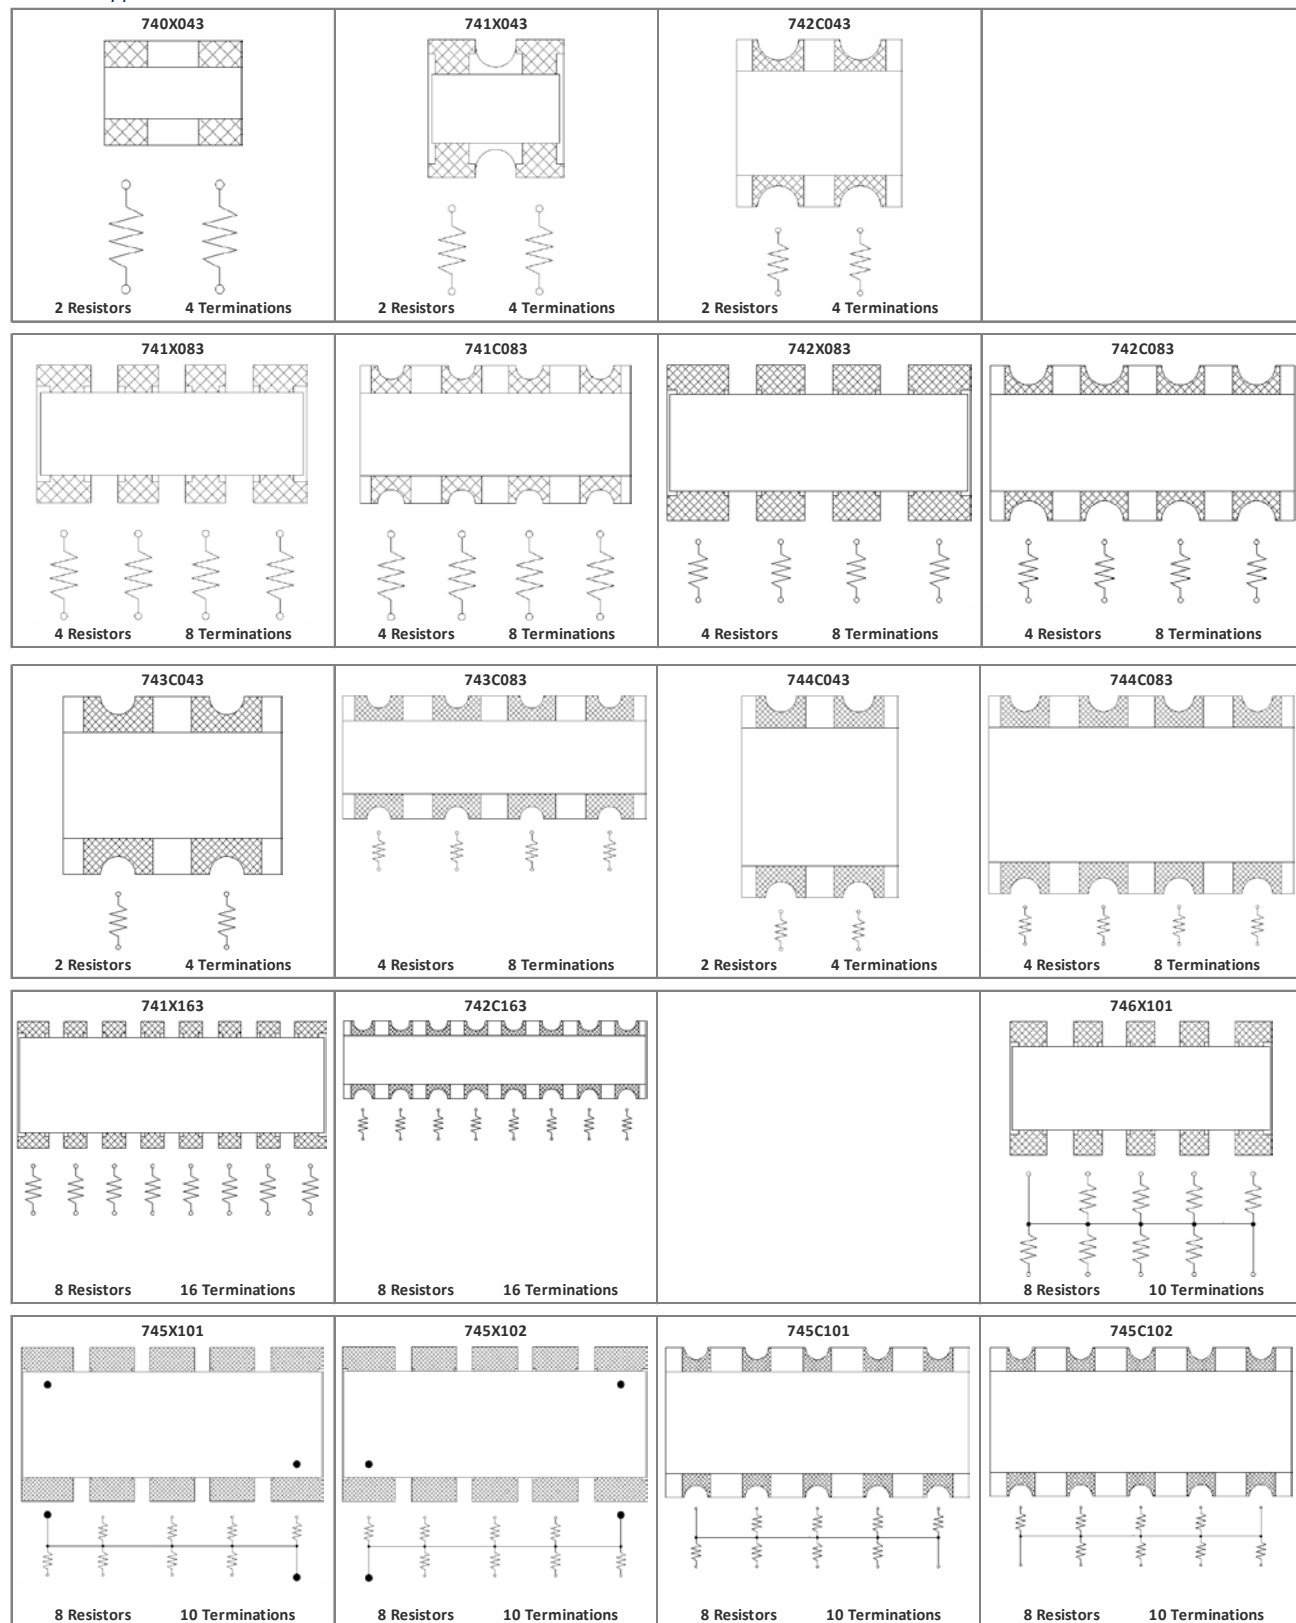 740X043
741X043
742C043
2 Resistors 4 Terminations
2 Resistors 4 Terminations
2 Resistors 4 Terminations
741X083
741C083
742X083
742C083
4 Resistors 8 Terminations
4 Resistors 8 Terminations
4 Resistors 8 Terminations
4 Resistors 8 Terminations
743C043
743C083
744C043
744C083
2 Resistors 4 Terminations
4 Resistors 8 Terminations
2 Resistors 4 Terminations
4 Resistors 8 Terminations
741X163
742C163
746X101
8 Resistors 16 Terminations
8 Resistors 16 Terminations
8 Resistors 10 Terminations
745X101
745X102
745C101
745C102
8 Resistors 10 Terminations
8 Resistors 10 Terminations
8 Resistors 10 Terminations
8 Resistors 10 Terminations